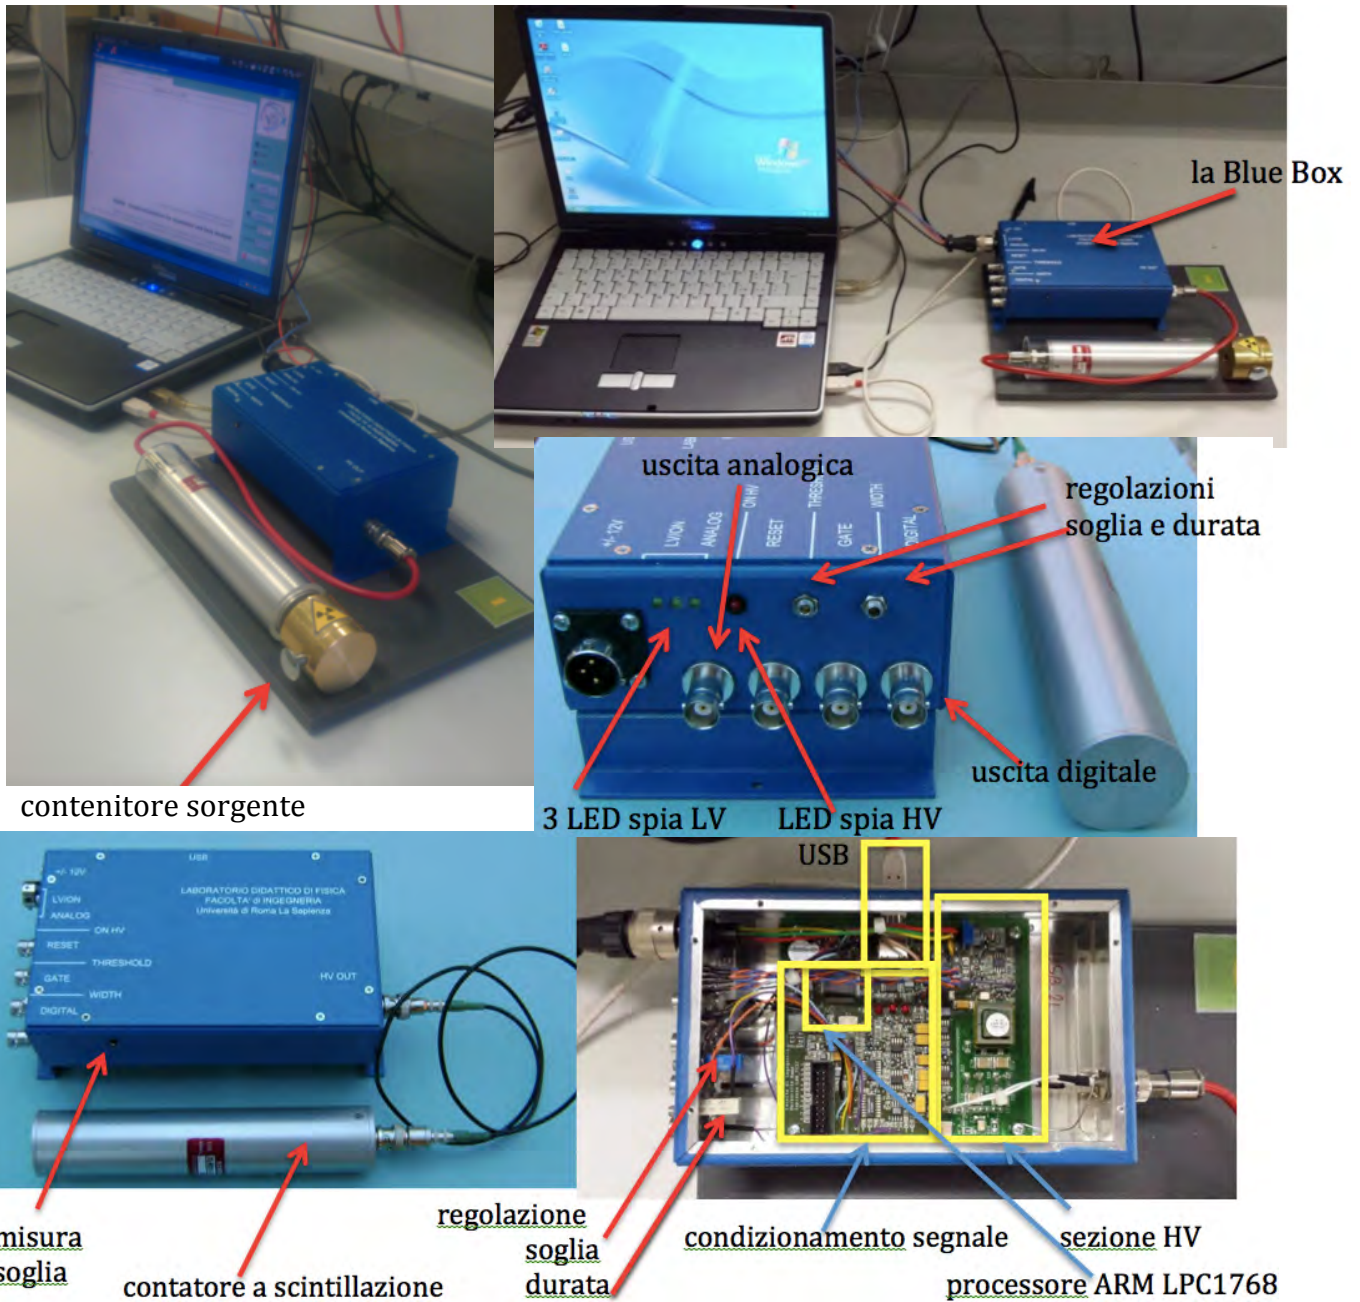 la Blue Box
Windows
uscita analogica
regolazioni
soglia e durata
+/- 12V
LV/ON
ANALOG
ON HV
RESET
GATE
WIDTH
DIGITAL
uscita digitale
contenitore sorgente
3 LED spia LV
LED spia HV
USB
USB
+/- 12V
LV/ON
ANALOG
ON HV
RESET
THRESHOLD
GATE
WIDTH
DIGITAL
LABORATORIO DIDATTICO DI FISICA
FACOLTA' di INGEGNERIA
Università di Roma La Sapienza
HV OUT
misura
soglia
contatore a scintillazione
regolazione
soglia
durata
condizionamento segnale
sezione HV
processore ARM LPC1768